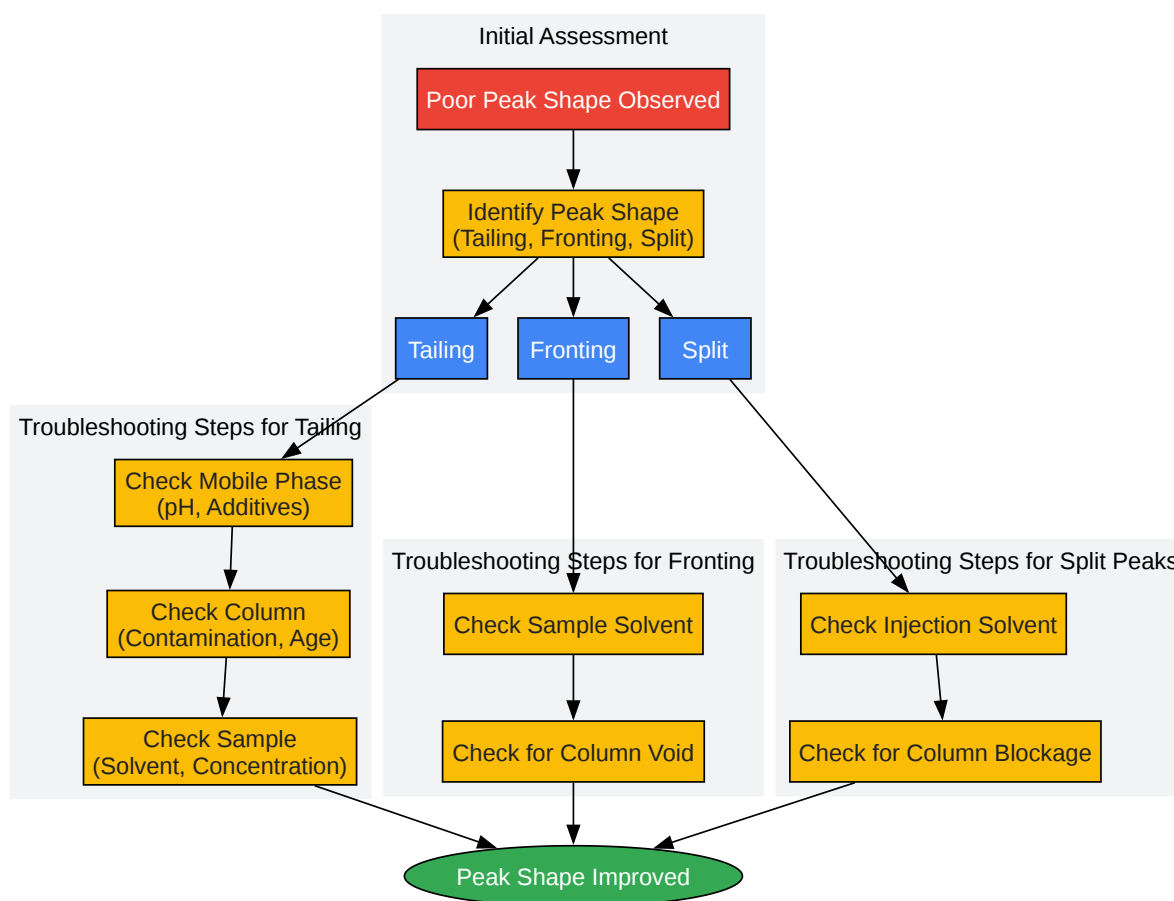 Initial Assessment
Poor Peak Shape Observed
Identify Peak Shape
(Tailing, Fronting, Split)
Tailing
Fronting
Split
Troubleshooting Steps for Tailing
Check Mobile Phase
(pH, Additives)
Check Column
(Contamination, Age)
Check Sample
(Solvent, Concentration)
Troubleshooting Steps for Fronting
Check Sample Solvent
Check for Column Void
Troubleshooting Steps for Split Peaks
Check Injection Solvent
Check for Column Blockage
Peak Shape Improved